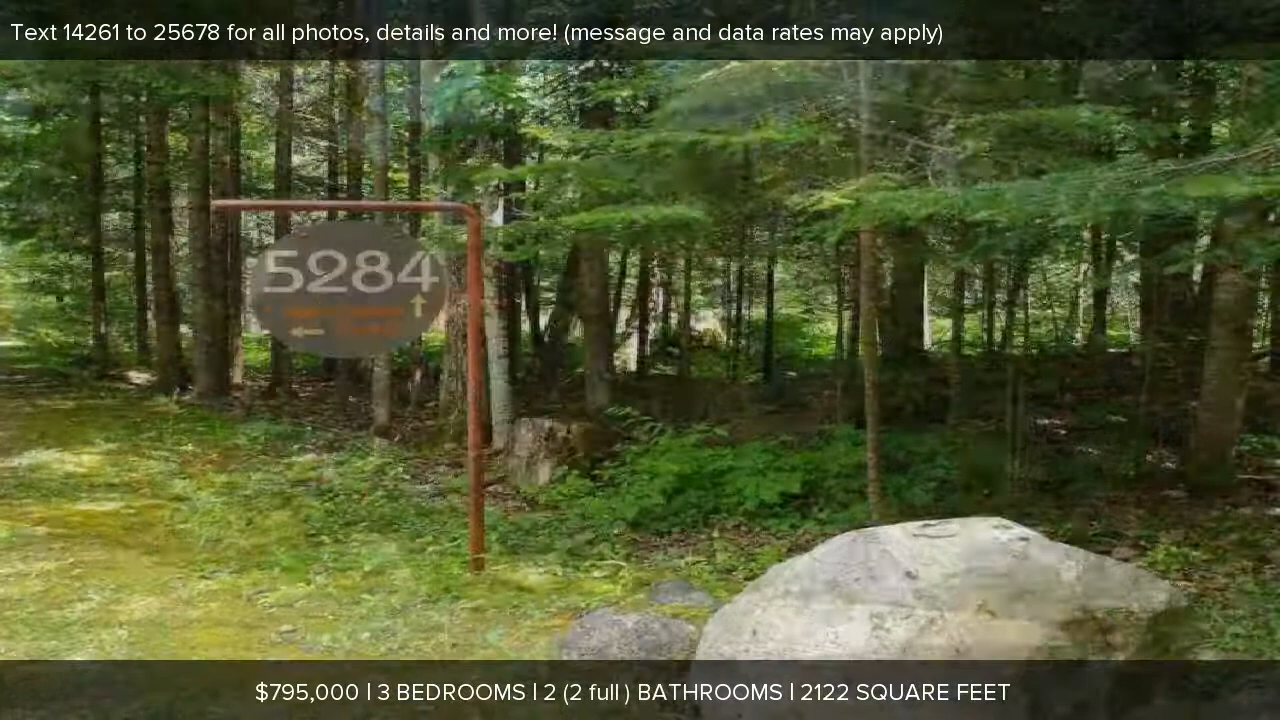 Text 14261 to 25678 for all photos, details and more! (message and data rates may apply)
5284
$795,000 | 3 BEDROOMS | 2 (2 full ) BATHROOMS | 2122 SQUARE FEET